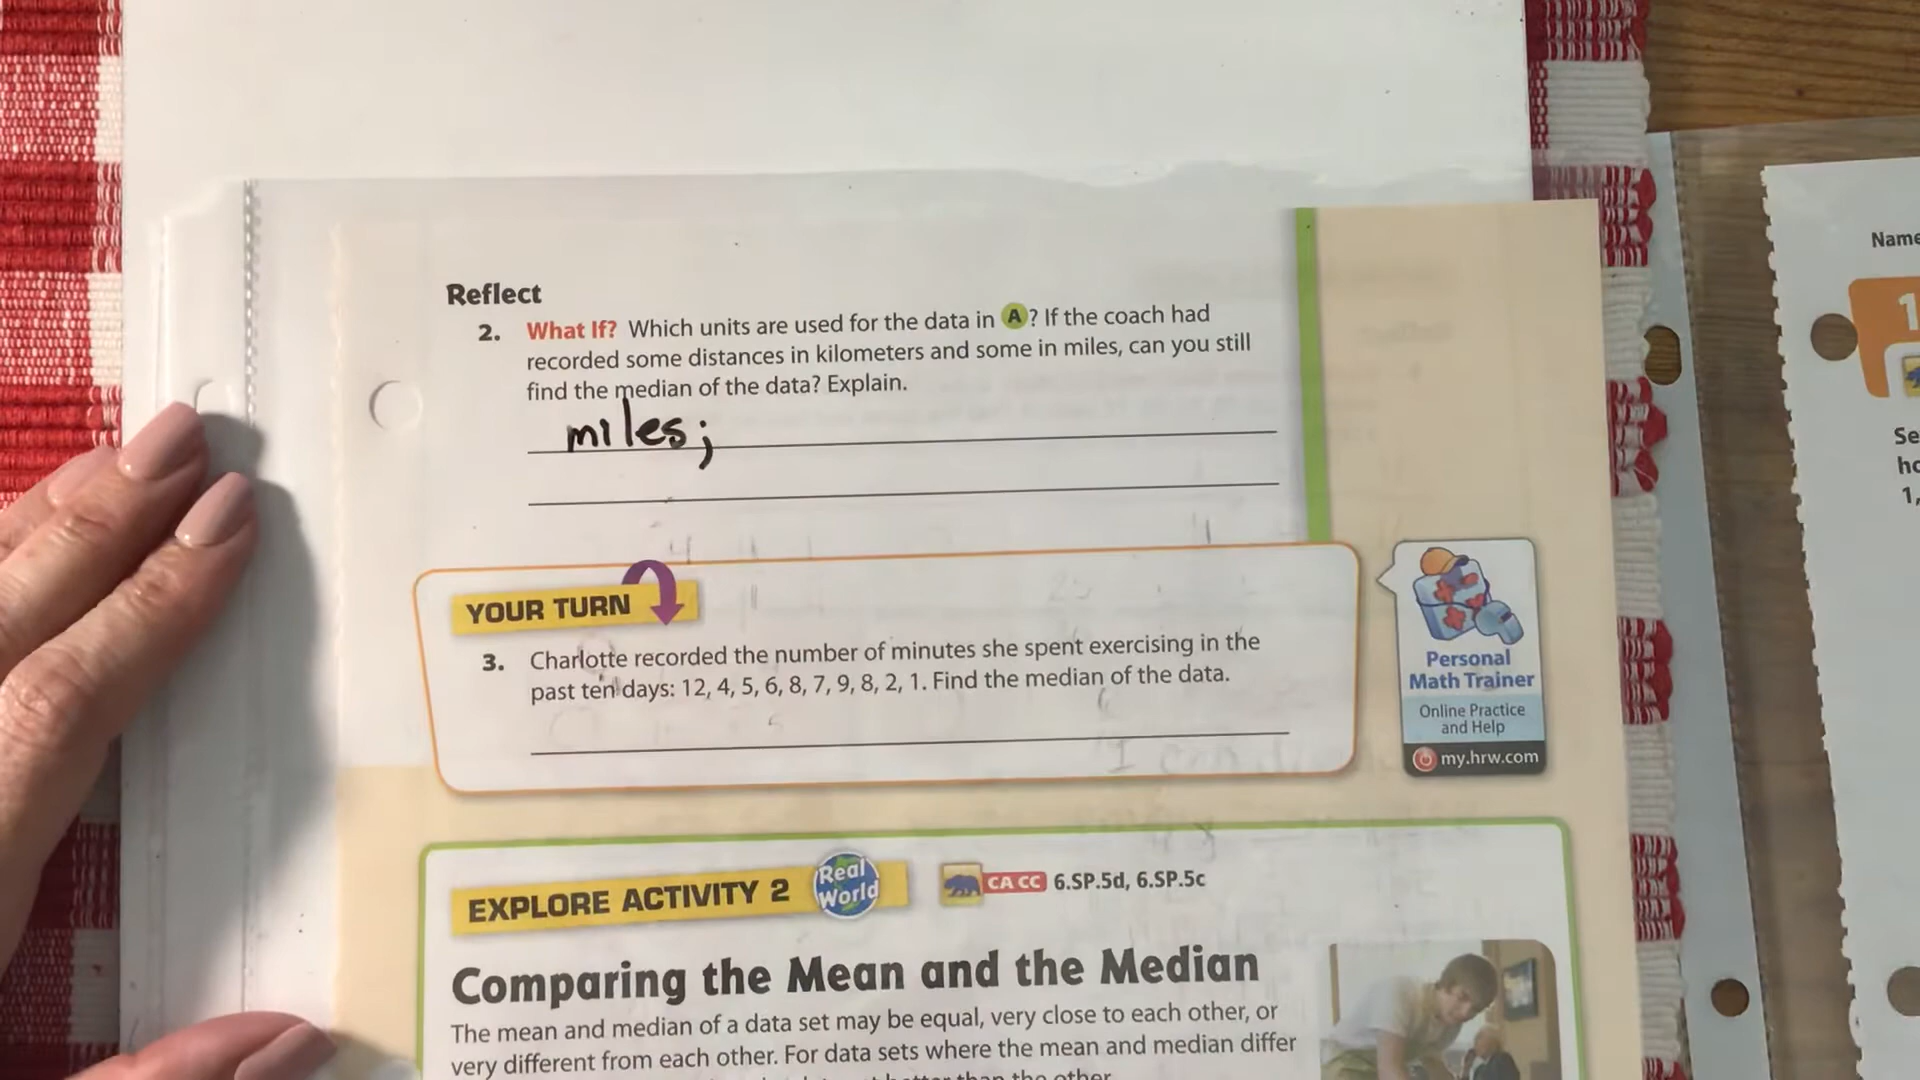 Reflect
2. What If? Which units are used for the data in A? If the coach had
recorded some distances in kilometers and some in miles, can you still
find the median of the data? Explain.
miles;
YOUR TURN
3. Charlotte recorded the number of minutes she spent exercising in the
past ten days: 12, 4, 5, 6, 8, 7, 9, 8, 2, 1. Find the median of the data.
Personal
Math Trainer
Online Practice
and Help
my.hrw.com
EXPLORE ACTIVITY 2
Real
World
CA CC 6.SP.5d, 6.SP.5c
Comparing the Mean and the Median
The mean and median of a data set may be equal, very close to each other, or
very different from each other. For data sets where the mean and median differ
than the other
Name
1
Se
ho
1,